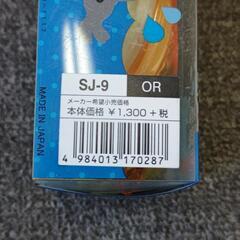 SJ-9 OR
メーカー希望小売価格
本体価格 ¥1,300 +税
4 984013 170287
MADE IN JAPAN